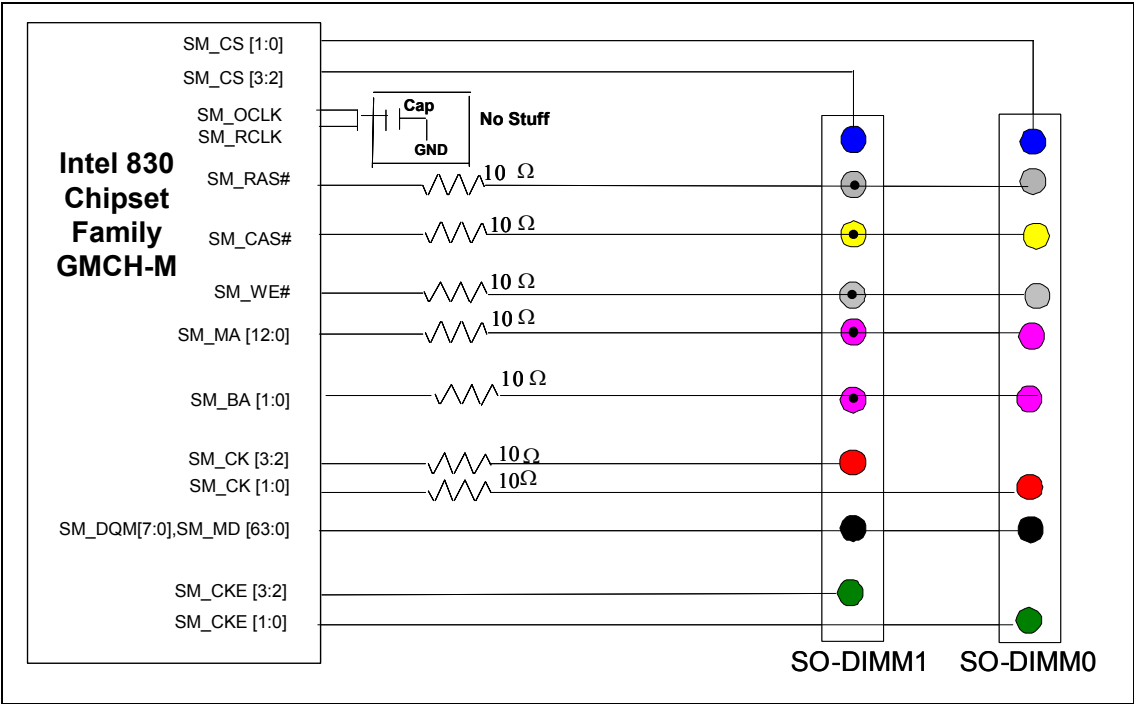 SM_CS [1:0]
SM_CS [3:2]
SM_OCLK
SM_RCLK
Cap
GND
No Stuff
Intel 830
Chipset
Family
GMCH-M
SM_RAS#
10 Ω
SM_CAS#
10 Ω
SM_WE#
10 Ω
SM_MA [12:0]
10 Ω
SM_BA [1:0]
10 Ω
SM_CK [3:2]
10 Ω
SM_CK [1:0]
10Ω
SM_DQM[7:0],SM_MD [63:0]
SM_CKE [3:2]
SM_CKE [1:0]
SO-DIMM1
SO-DIMM0